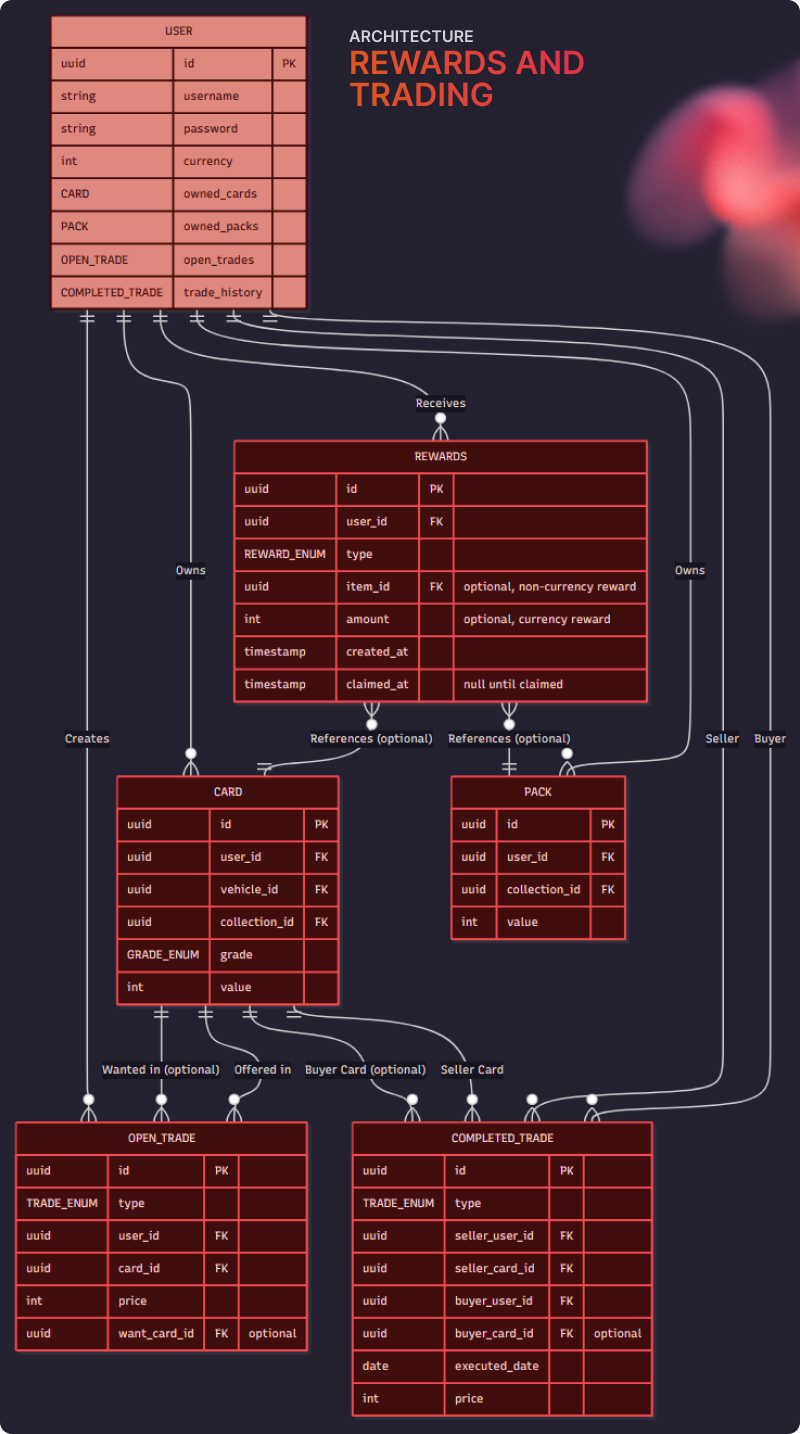 ARCHITECTURE
REWARDS AND
TRADING
USER
uuid id PK
string username
string password
int currency
CARD owned_cards
PACK owned_packs
OPEN_TRADE open_trades
COMPLETED_TRADE trade_history
Receives
REWARDS
uuid id PK
uuid user_id FK
REWARD_ENUM type
uuid item_id FK optional, non-currency reward
int amount optional, currency reward
timestamp created_at
timestamp claimed_at null until claimed
Owns
Owns
Creates
References (optional)
References (optional)
Seller
Buyer
CARD
uuid id PK
uuid user_id FK
uuid vehicle_id FK
uuid collection_id FK
GRADE_ENUM grade
int value
PACK
uuid id PK
uuid user_id FK
uuid collection_id FK
int value
Wanted in (optional)
Offered in
Buyer Card (optional)
Seller Card
OPEN_TRADE
uuid id PK
TRADE_ENUM type
uuid user_id FK
uuid card_id FK
int price
uuid want_card_id FK optional
COMPLETED_TRADE
uuid id PK
TRADE_ENUM type
uuid seller_user_id FK
uuid seller_card_id FK
uuid buyer_user_id FK
uuid buyer_card_id FK optional
date executed_date
int price